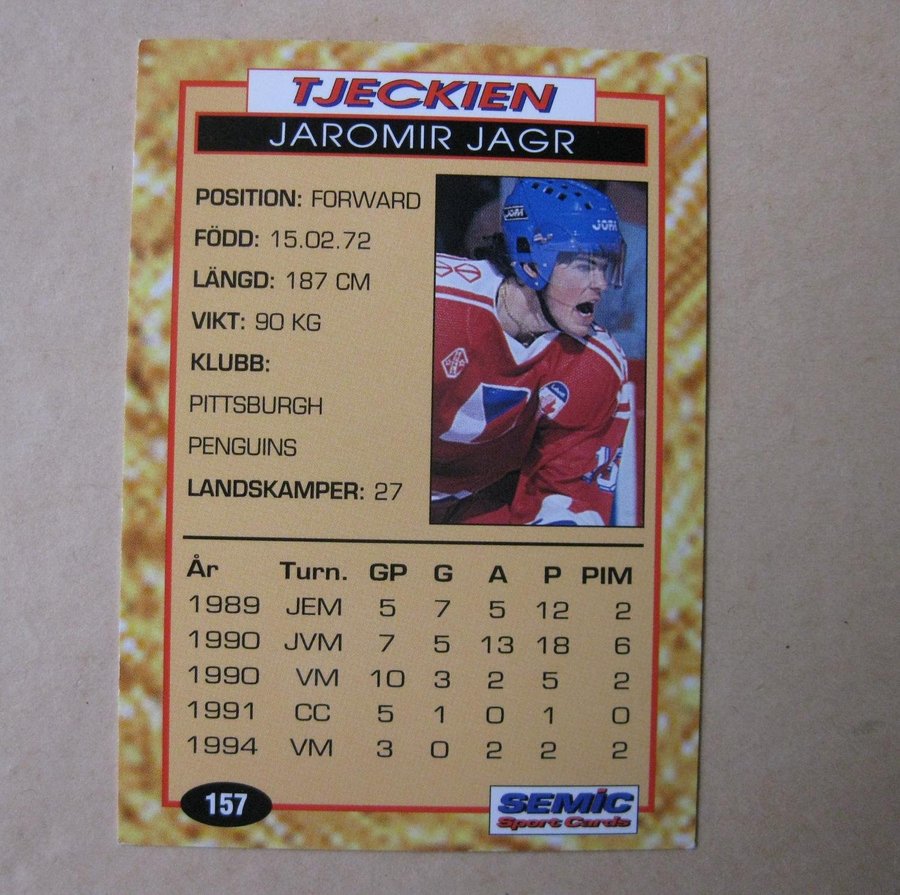 TJECKIEN
JAROMIR JAGR
POSITION: FORWARD
FÖDD: 15.02.72
LÄNGD: 187 CM
VIKT: 90 KG
KLUBB:
PITTSBURGH
PENGUINS
LANDSKAMPER: 27
JOFA
JOFA
År Turn. GP G A P PIM
1989 JEM 5 7 5 12 2
1990 JVM 7 5 13 18 6
1990 VM 10 3 2 5 2
1991 CC 5 1 0 1 0
1994 VM 3 0 2 2 2
157
SEMIC
Sport Cards